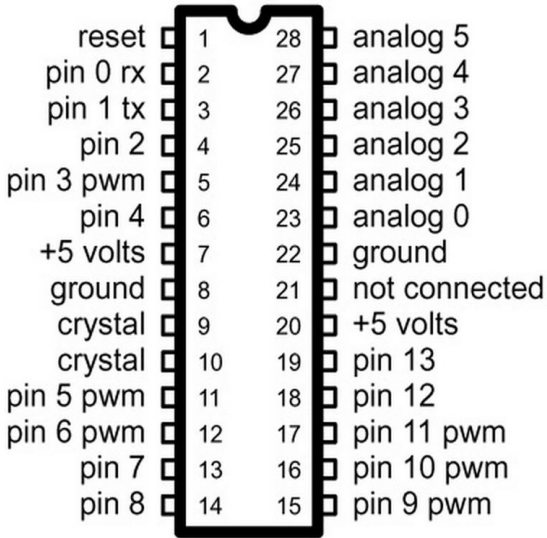 reset 1 28 analog 5
pin 0 rx 2 27 analog 4
pin 1 tx 3 26 analog 3
pin 2 4 25 analog 2
pin 3 pwm 5 24 analog 1
pin 4 6 23 analog 0
+5 volts 7 22 ground
ground 8 21 not connected
crystal 9 20 +5 volts
crystal 10 19 pin 13
pin 5 pwm 11 18 pin 12
pin 6 pwm 12 17 pin 11 pwm
pin 7 13 16 pin 10 pwm
pin 8 14 15 pin 9 pwm